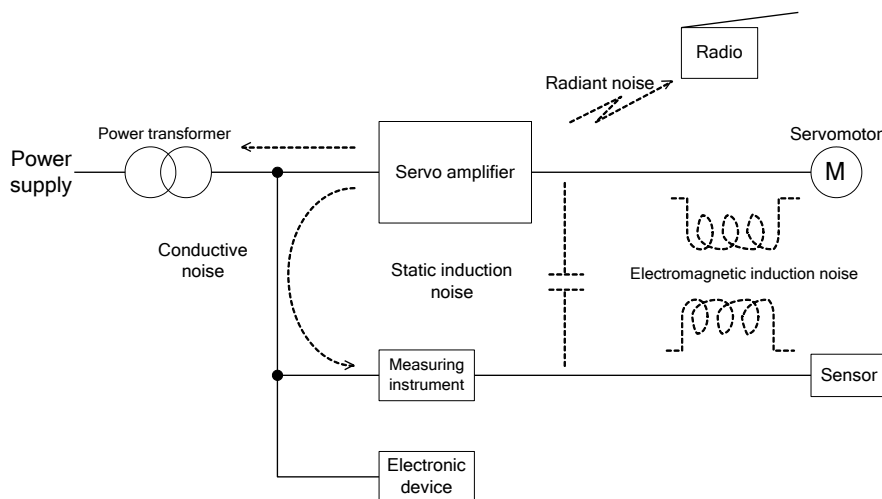 Radio
Radiant noise
Power transformer
Servomotor
Power
supply
Servo amplifier
M
Conductive
noise
Static induction
noise
Electromagnetic induction noise
Measuring
instrument
Sensor
Electronic
device